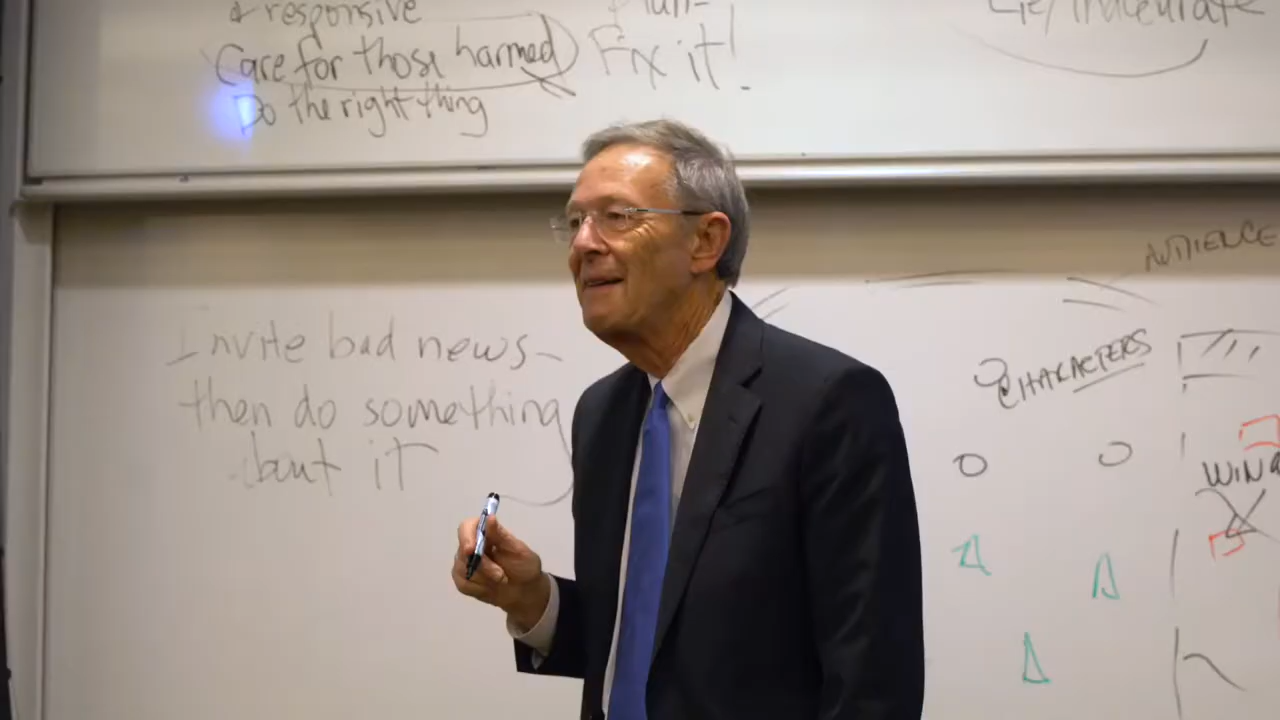 & responsive
Care for those harmed
Do the right thing
Fix it!
Invite bad news -
then do something
about it
AUDIENCE
CHARACTERS